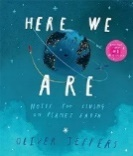 HERE WE
ARE
NOTES FOR LIVING
ON PLANET EARTH
OLIVER JEFFERS